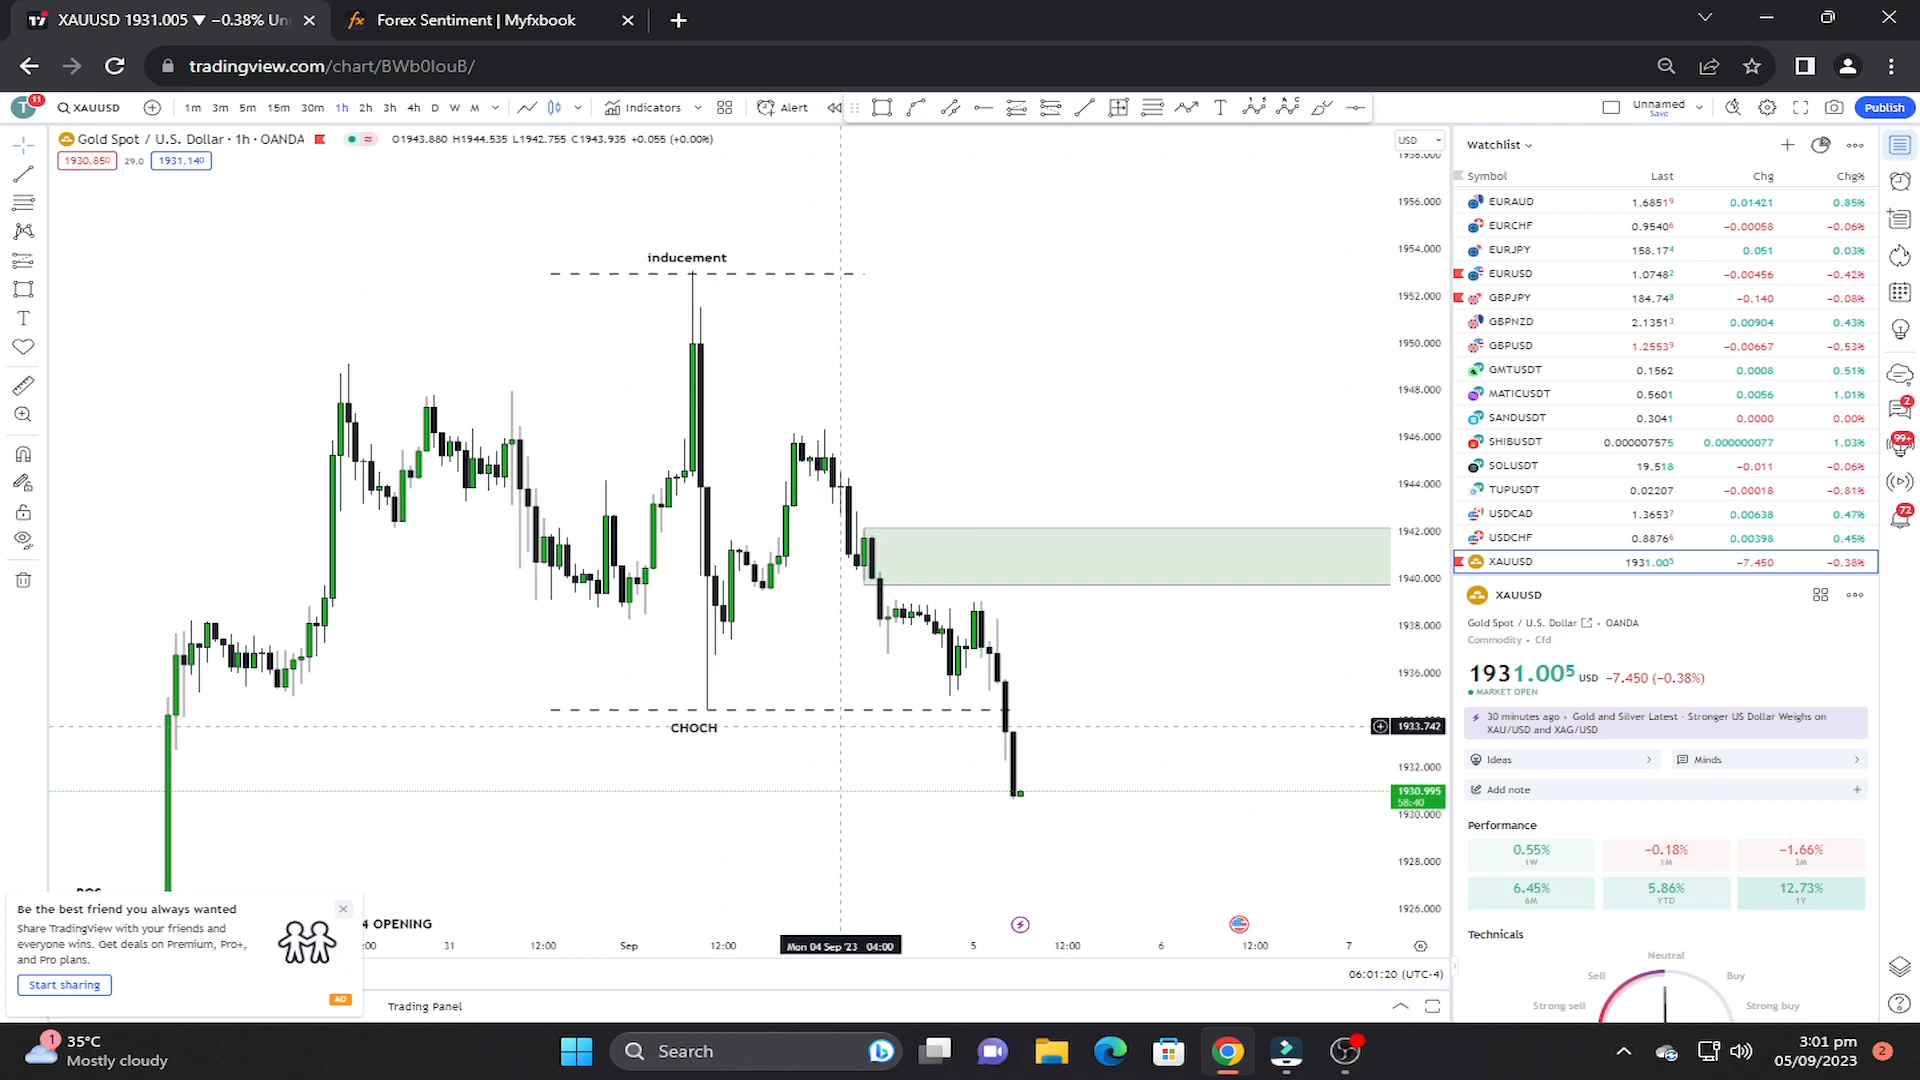 XAUUSD 1931.005 ▼ −0.38% Un
Forex Sentiment | Myfxbook
tradingview.com/chart/BWb0IouB/
T 11 XAUUSD 1m 3m 5m 15m 30m 1h 2h 3h 4h D W M Indicators Alert Unnamed Save Publish
Gold Spot / U.S. Dollar · 1h · OANDA O1943.880 H1944.535 L1942.755 C1943.935 +0.055 (+0.00%)
1930.850 29.0 1931.140
USD
1958.000
1956.000
1954.000
1952.000
1950.000
1948.000
1946.000
1944.000
1942.000
1940.000
1938.000
1936.000
1933.742
1932.000
1930.995
58:40
1930.000
1928.000
1926.000
inducement
CHOCH
BOS
4 OPENING
:00 31 12:00 Sep 12:00 Mon 04 Sep '23 04:00 5 12:00 6 12:00 7
06:01:20 (UTC-4)
Trading Panel
Be the best friend you always wanted
Share TradingView with your friends and
everyone wins. Get deals on Premium, Pro+,
and Pro plans.
Start sharing
AD
Watchlist
Symbol Last Chg Chg%
EURAUD 1.68519 0.01421 0.85%
EURCHF 0.95406 −0.00058 −0.06%
EURJPY 158.174 0.051 0.03%
EURUSD 1.07482 −0.00456 −0.42%
GBPJPY 184.748 −0.140 −0.08%
GBPNZD 2.13513 0.00904 0.43%
GBPUSD 1.25539 −0.00667 −0.53%
GMTUSDT 0.1562 0.0008 0.51%
MATICUSDT 0.5601 0.0056 1.01%
SANDUSDT 0.3041 0.0000 0.00%
SHIBUSDT 0.000007575 0.000000077 1.03%
SOLUSDT 19.518 −0.011 −0.06%
TUPUSDT 0.02207 −0.00018 −0.81%
USDCAD 1.36537 0.00638 0.47%
USDCHF 0.88766 0.00398 0.45%
XAUUSD 1931.005 −7.450 −0.38%
XAUUSD
Gold Spot / U.S. Dollar • OANDA
Commodity • Cfd
1931.005 USD −7.450 (−0.38%)
MARKET OPEN
30 minutes ago • Gold and Silver Latest - Stronger US Dollar Weighs on
XAU/USD and XAG/USD
Ideas
Minds
Add note
Performance
0.55% −0.18% −1.66%
1W 1M 3M
6.45% 5.86% 12.73%
6M YTD 1Y
Technicals
Neutral
Sell Buy
Strong sell Strong buy
2
99+
72
1
35°C
Mostly cloudy
Search
3:01 pm
05/09/2023
2